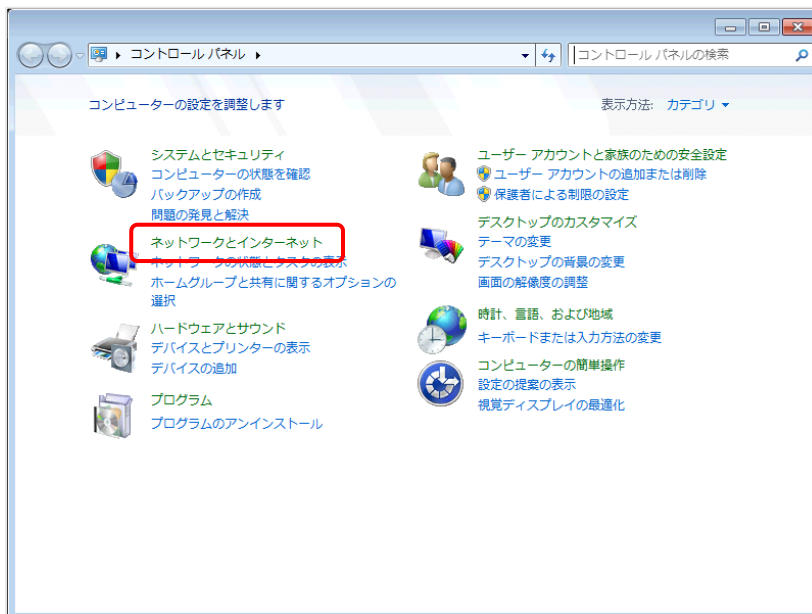 コントロール パネル
コントロール パネルの検索
コンピューターの設定を調整します
表示方法: カテゴリ
システムとセキュリティ
コンピューターの状態を確認
バックアップの作成
問題の発見と解決
ネットワークとインターネット
ネットワークの状態とタスクの表示
ホームグループと共有に関するオプションの
選択
ハードウェアとサウンド
デバイスとプリンターの表示
デバイスの追加
プログラム
プログラムのアンインストール
ユーザー アカウントと家族のための安全設定
ユーザー アカウントの追加または削除
保護者による制限の設定
デスクトップのカスタマイズ
テーマの変更
デスクトップの背景の変更
画面の解像度の調整
時計、言語、および地域
キーボードまたは入力方法の変更
コンピューターの簡単操作
設定の提案の表示
視覚ディスプレイの最適化